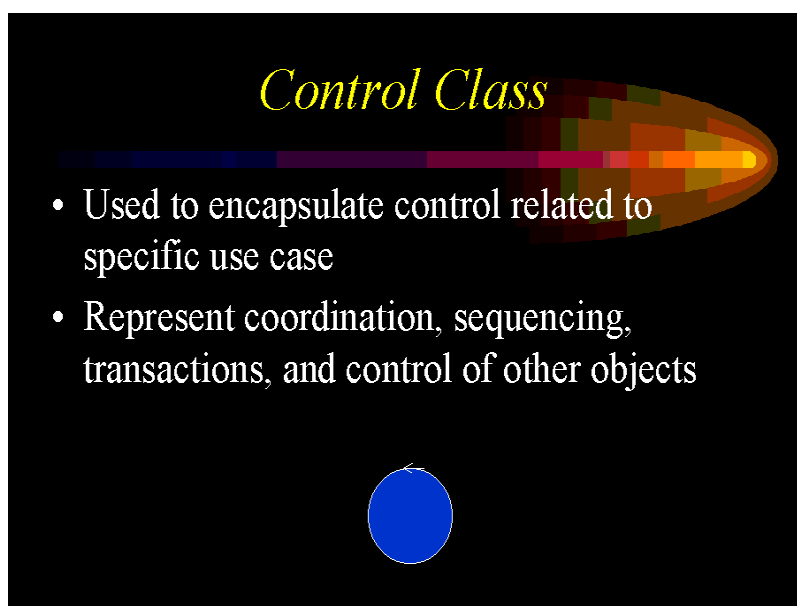 Control Class
• Used to encapsulate control related to
specific use case
• Represent coordination, sequencing,
transactions, and control of other objects